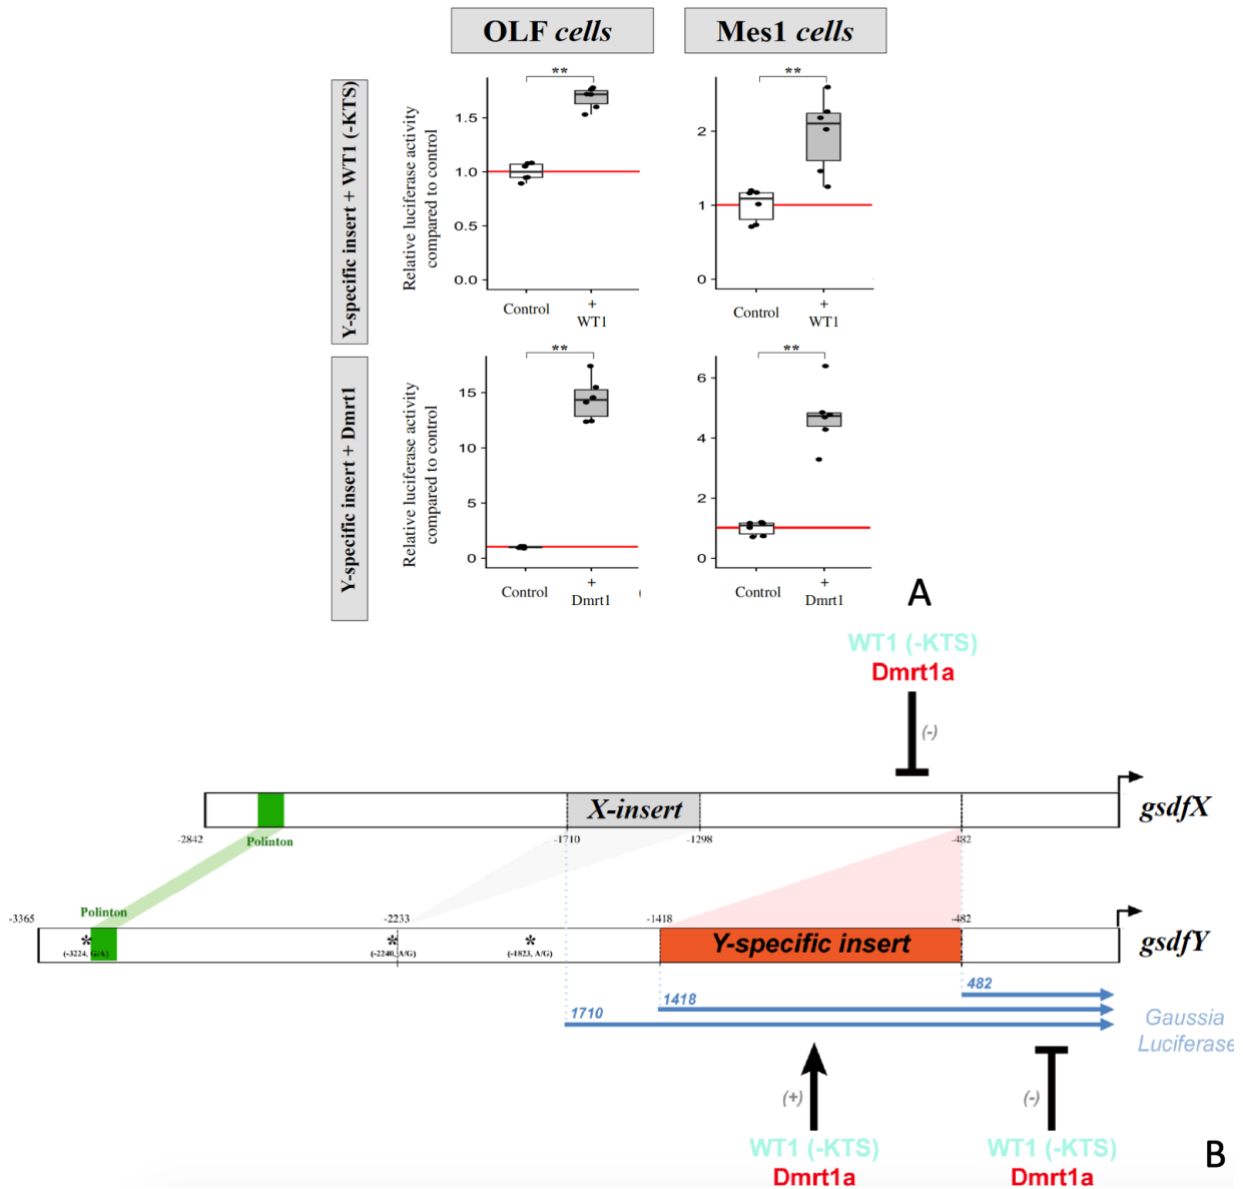 OLF cells
Mes1 cells
Y-specific insert + WT1 (-KTS)
Relative luciferase activity
compared to control
1.5
1.0
0.5
0.0
**
Control
+
WT1
2
1
0
**
Control
+
WT1
Y-specific insert + Dmrt1
Relative luciferase activity
compared to control
15
10
5
0
**
Control
+
Dmrt1
(
6
4
2
0
**
Control
+
Dmrt1
A
WT1 (-KTS)
Dmrt1a
(-)
X-insert
gsdfX
-2842
Polinton
-1710
-1298
-482
Polinton
-3365
-2233
-1418
-482
*
*
*
(-3224, G/A)
(-2240, A/G)
(-1823, A/G)
Y-specific insert
gsdfY
482
1418
1710
Gaussia
Luciferase
(+)
(-)
WT1 (-KTS)
Dmrt1a
WT1 (-KTS)
Dmrt1a
B